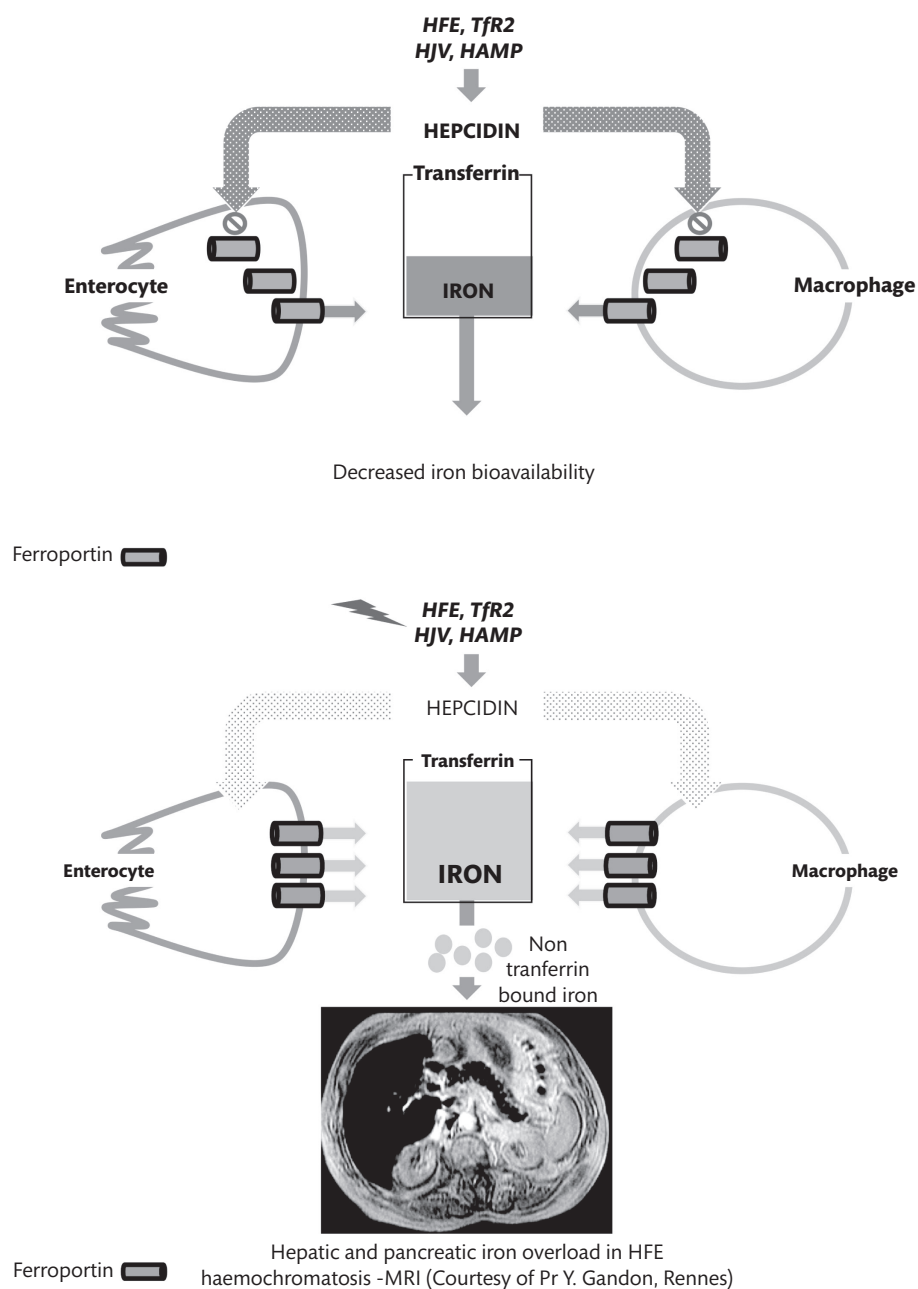 HFE, TfR2
HJV, HAMP
HEPCIDIN
Transferrin
Enterocyte
IRON
Macrophage
Decreased iron bioavailability
Ferroportin
HFE, TfR2
HJV, HAMP
HEPCIDIN
Transferrin
Enterocyte
IRON
Macrophage
Non
tranferrin
bound iron
Hepatic and pancreatic iron overload in HFE
haemochromatosis -MRI (Courtesy of Pr Y. Gandon, Rennes)
Ferroportin